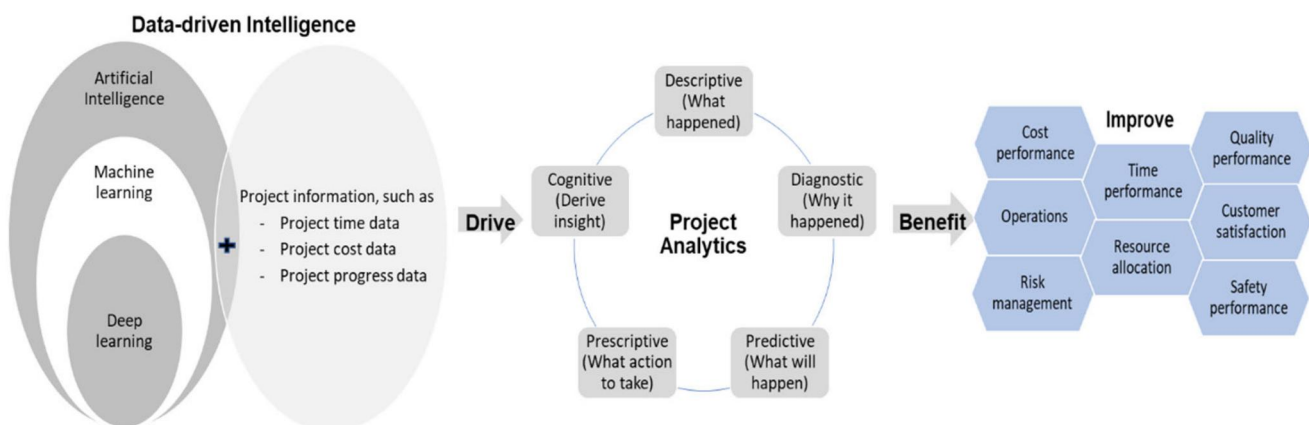 Data-driven Intelligence
Artificial
Intelligence
Machine
learning
Deep
learning
+
Project information, such as
- Project time data
- Project cost data
- Project progress data
Drive
Descriptive
(What
happened)
Cognitive
(Derive
insight)
Diagnostic
(Why it
happened)
Project
Analytics
Prescriptive
(What action
to take)
Predictive
(What will
happen)
Benefit
Improve
Cost
performance
Time
performance
Quality
performance
Operations
Resource
allocation
Customer
satisfaction
Risk
management
Safety
performance